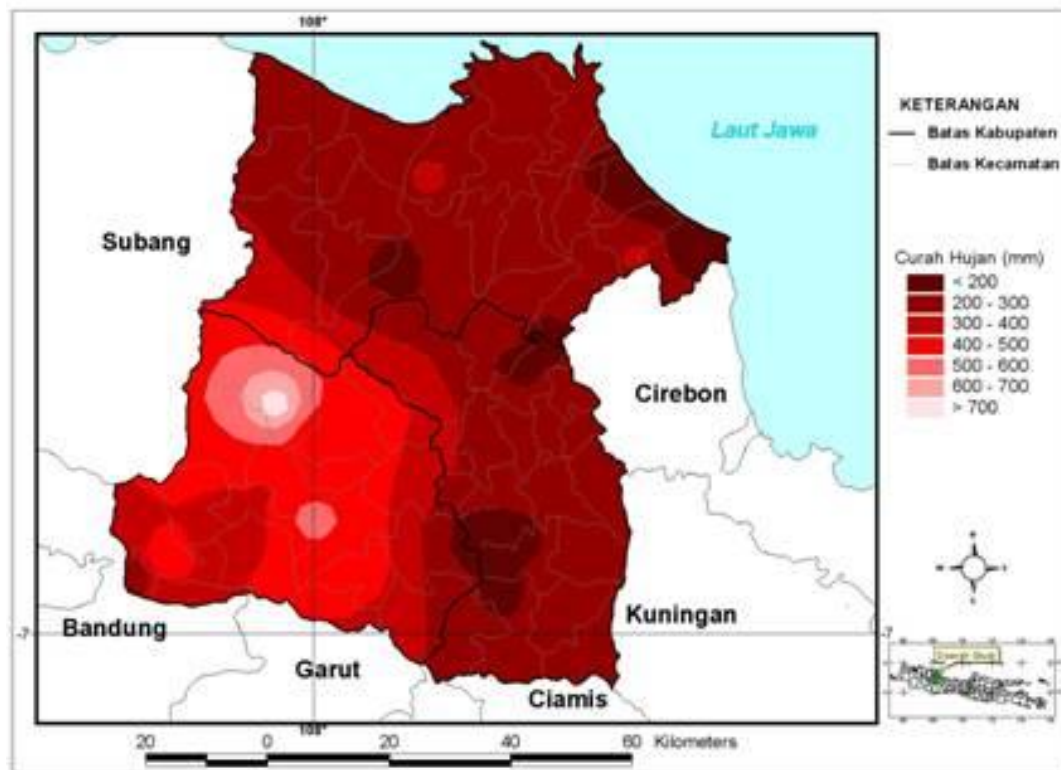 108°
Laut Jawa
Subang
Cirebon
Kuningan
Bandung
Garut
Ciamis
-7
-7
108°
20 0 20 40 60 Kilometers
KETERANGAN
Batas Kabupaten
Batas Kecamatan
Curah Hujan (mm)
< 200
200 - 300
300 - 400
400 - 500
500 - 600
600 - 700
> 700